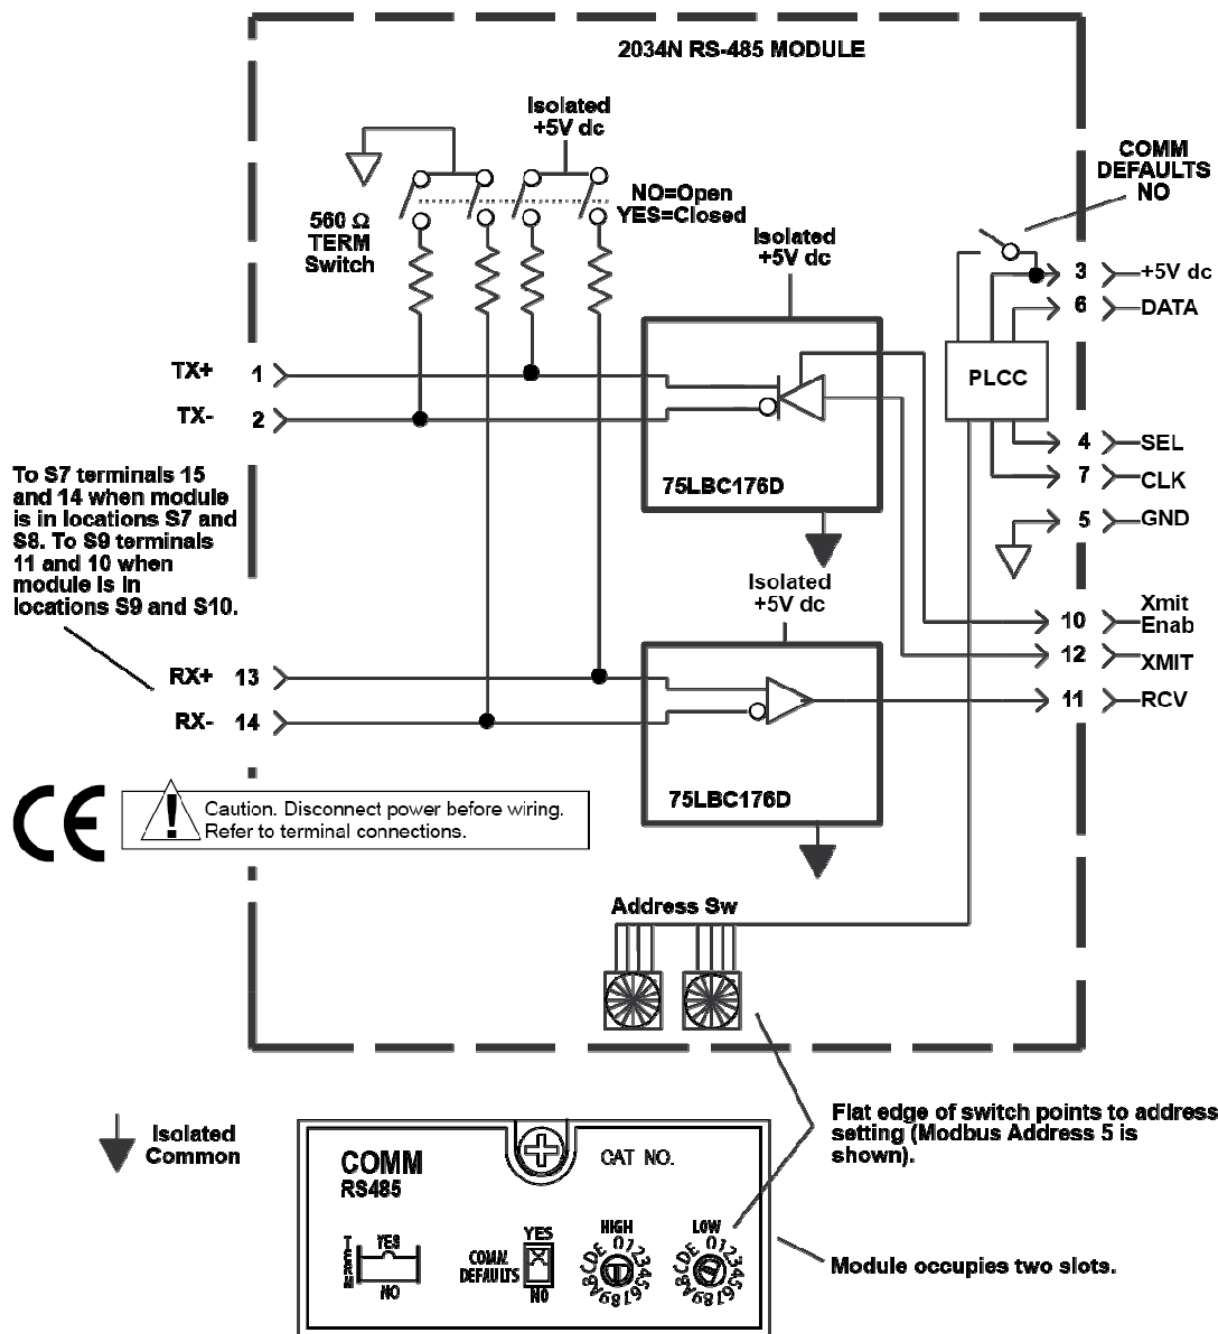 2034N RS-485 MODULE
Isolated
+5V dc
COMM
DEFAULTS
NO
NO=Open
YES=Closed
560 Ω
TERM
Switch
Isolated
+5V dc
3 +5V dc
6 DATA
PLCC
TX+ 1
TX- 2
4 SEL
7 CLK
5 GND
75LBC176D
To S7 terminals 15
and 14 when module
is in locations S7 and
S8. To S9 terminals
11 and 10 when
module is in
locations S9 and S10.
Isolated
+5V dc
10 Xmit
Enab
12 XMIT
11 RCV
RX+ 13
RX- 14
75LBC176D
CE
! Caution. Disconnect power before wiring.
Refer to terminal connections.
Address Sw
Isolated
Common
Flat edge of switch points to address
setting (Modbus Address 5 is
shown).
COMM
RS485
CAT NO.
YES
NO
COMM.
DEFAULTS
YES
NO
HIGH
0123456789ABCDE
LOW
0123456789ABCDE
Module occupies two slots.